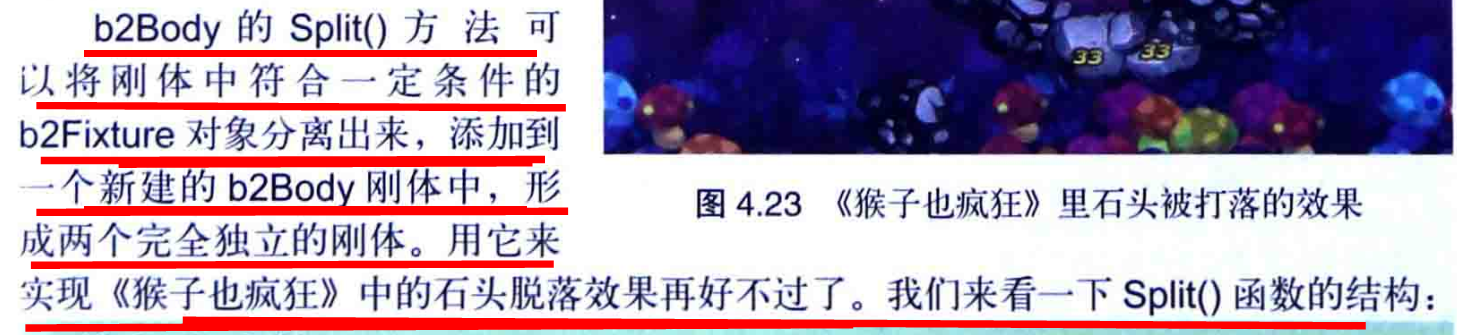 b2Body 的 Split() 方法可
以将刚体中符合一定条件的
b2Fixture 对象分离出来，添加到
一个新建的 b2Body 刚体中，形
成两个完全独立的刚体。用它来
33 33
图 4.23 《猴子也疯狂》里石头被打落的效果
实现《猴子也疯狂》中的石头脱落效果再好不过了。我们来看一下 Split() 函数的结构：